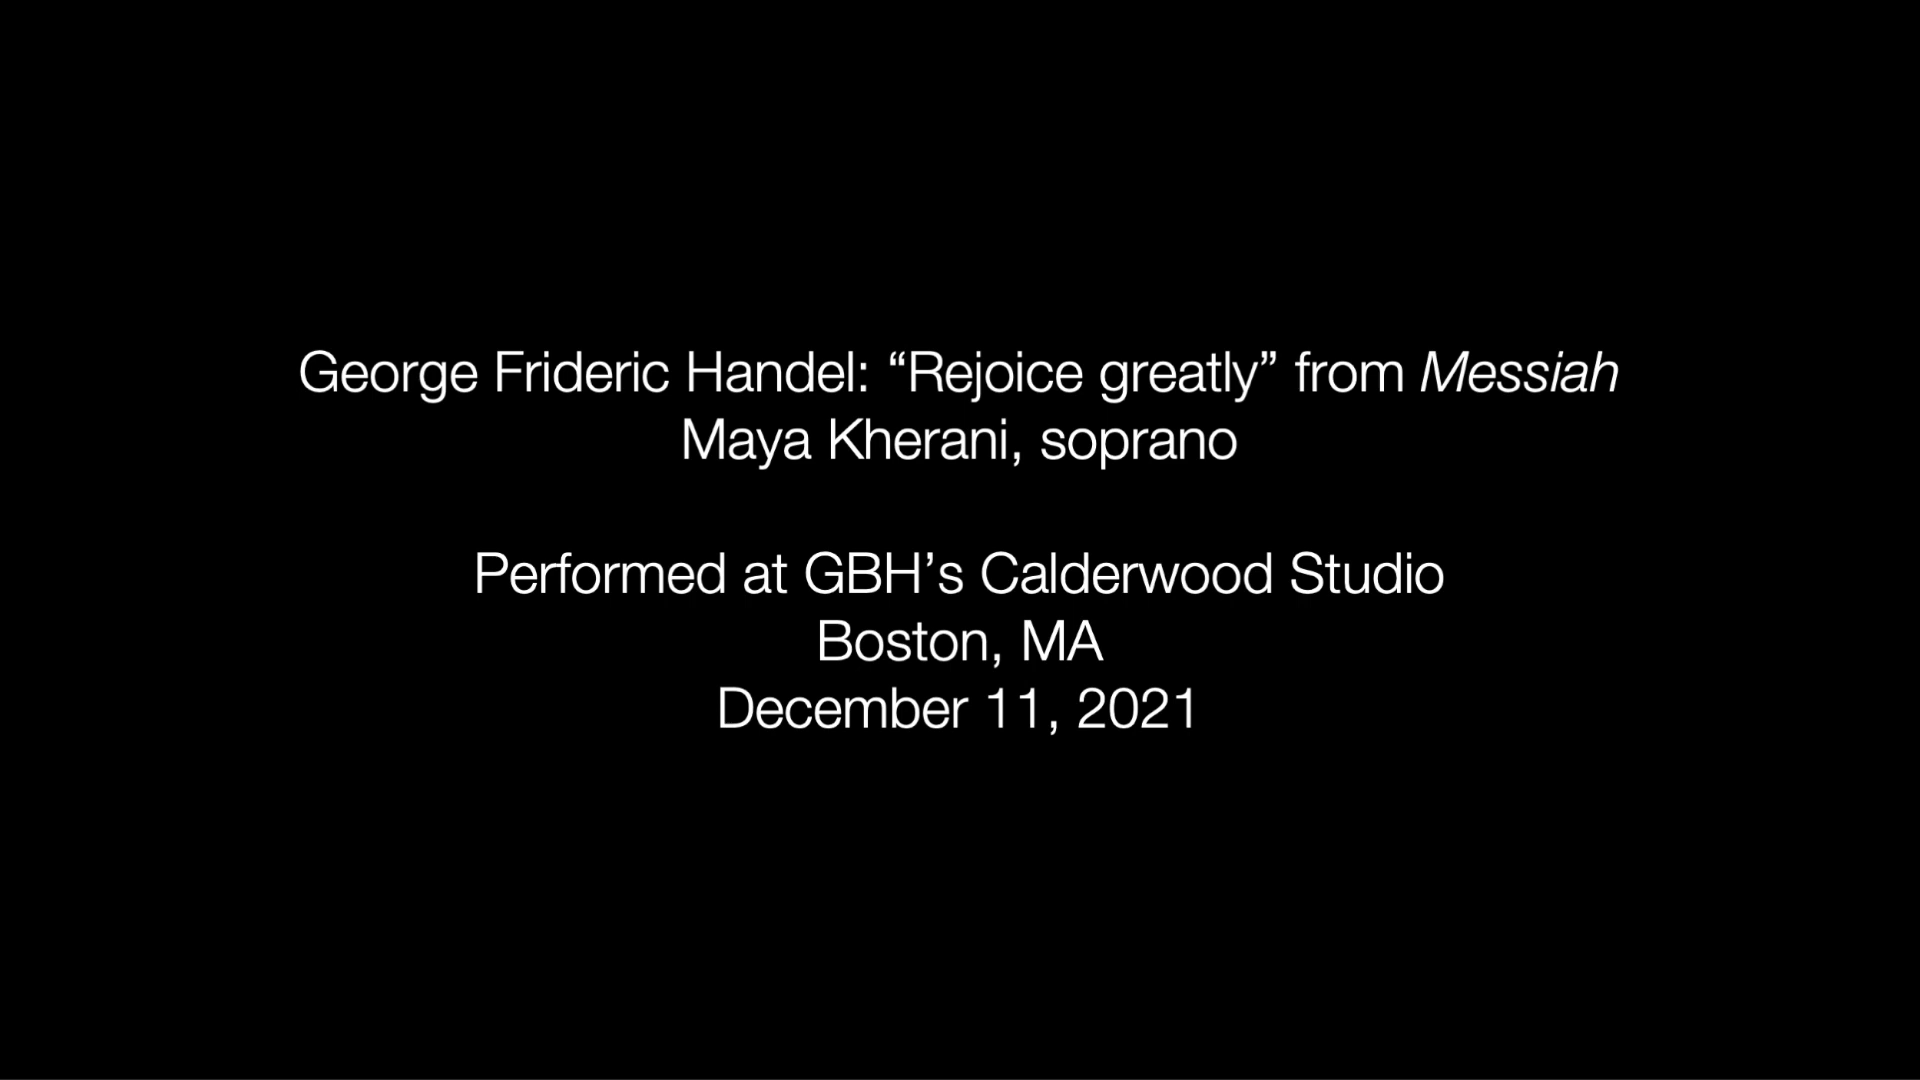 George Frideric Handel: “Rejoice greatly” from Messiah
Maya Kherani, soprano
Performed at GBH’s Calderwood Studio
Boston, MA
December 11, 2021